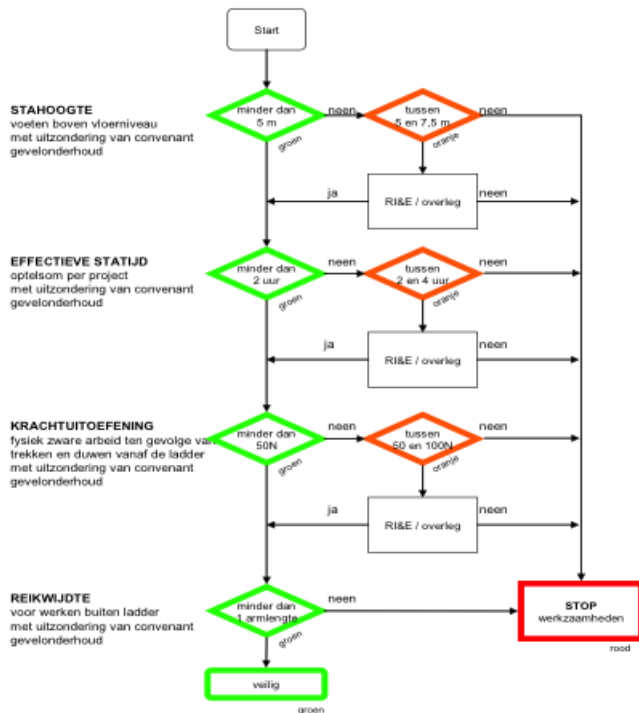 Start
STAHOOGTE
voeten boven vloerniveau
met uitzondering van convenant
gevelonderhoud
minder dan
5 m
groen
neen
tussen
5 en 7,5 m
oranje
neen
ja
RI&E / overleg
neen
EFFECTIEVE STATIJD
optelsom per project
met uitzondering van convenant
gevelonderhoud
minder dan
2 uur
groen
neen
tussen
2 en 4 uur
oranje
neen
ja
RI&E / overleg
neen
KRACHTUITOEFENING
fysiek zware arbeid ten gevolge van
trekken en duwen vanaf de ladder
met uitzondering van convenant
gevelonderhoud
minder dan
50N
groen
neen
tussen
50 en 100N
oranje
neen
ja
RI&E / overleg
neen
REIKWIJDTE
voor werken buiten ladder
met uitzondering van convenant
gevelonderhoud
minder dan
1 armlengte
groen
neen
STOP
werkzaamheden
rood
veilig
groen